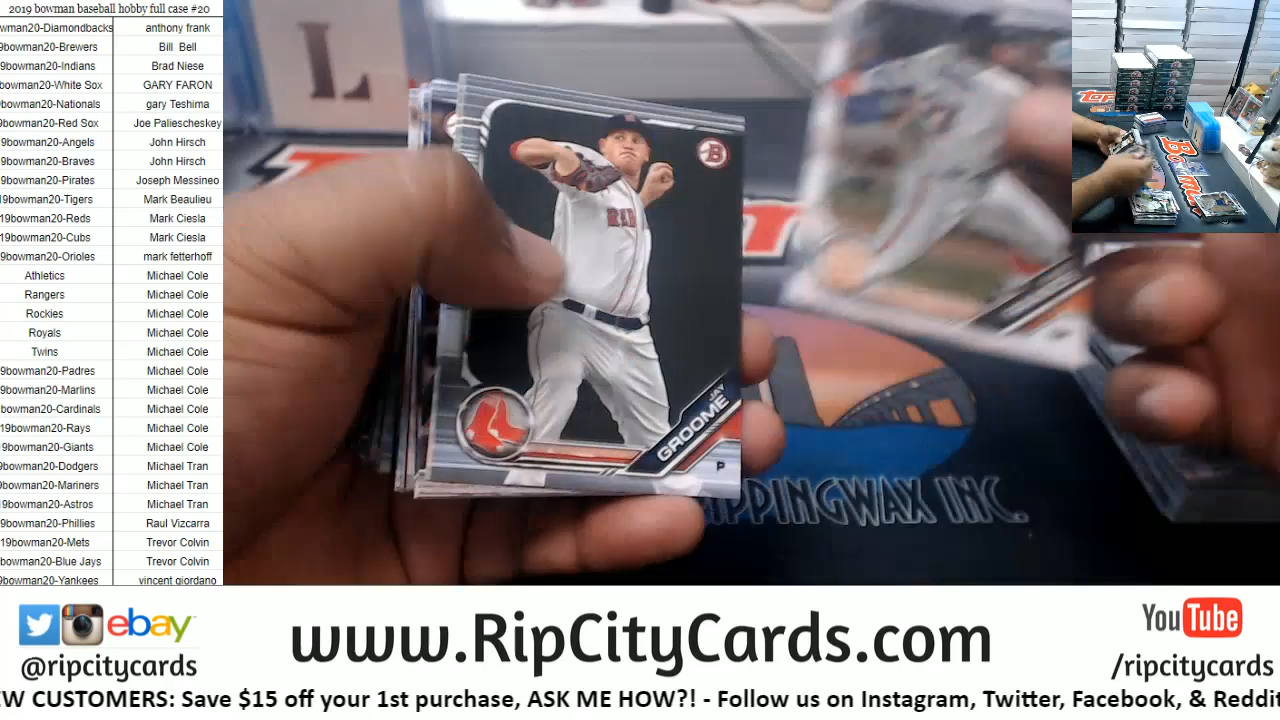 2019 bowman baseball hobby full case #20
wman20-Diamondbacks anthony frank
9bowman20-Brewers Bill Bell
9bowman20-Indians Brad Niese
bowman20-White Sox GARY FARON
9bowman20-Nationals gary Teshima
9bowman20-Red Sox Joe Paliescheskey
9bowman20-Angels John Hirsch
9bowman20-Braves John Hirsch
9bowman20-Pirates Joseph Messineo
19bowman20-Tigers Mark Beaulieu
19bowman20-Reds Mark Ciesla
19bowman20-Cubs Mark Ciesla
9bowman20-Orioles mark fetterhoff
Athletics Michael Cole
Rangers Michael Cole
Rockies Michael Cole
Royals Michael Cole
Twins Michael Cole
9bowman20-Padres Michael Cole
9bowman20-Marlins Michael Cole
bowman20-Cardinals Michael Cole
19bowman20-Rays Michael Cole
9bowman20-Giants Michael Cole
9bowman20-Dodgers Michael Tran
9bowman20-Mariners Michael Tran
9bowman20-Astros Michael Tran
9bowman20-Phillies Raul Vizcarra
19bowman20-Mets Trevor Colvin
bowman20-Blue Jays Trevor Colvin
9bowman20-Yankees vincent giordano
L
B
RED
JAY
GROOME
P
RIPPINGWAX INC.
ebay
@ripcitycards
www.RipCityCards.com
YouTube
/ripcitycards
EW CUSTOMERS: Save $15 off your 1st purchase, ASK ME HOW?! - Follow us on Instagram, Twitter, Facebook, & Reddit